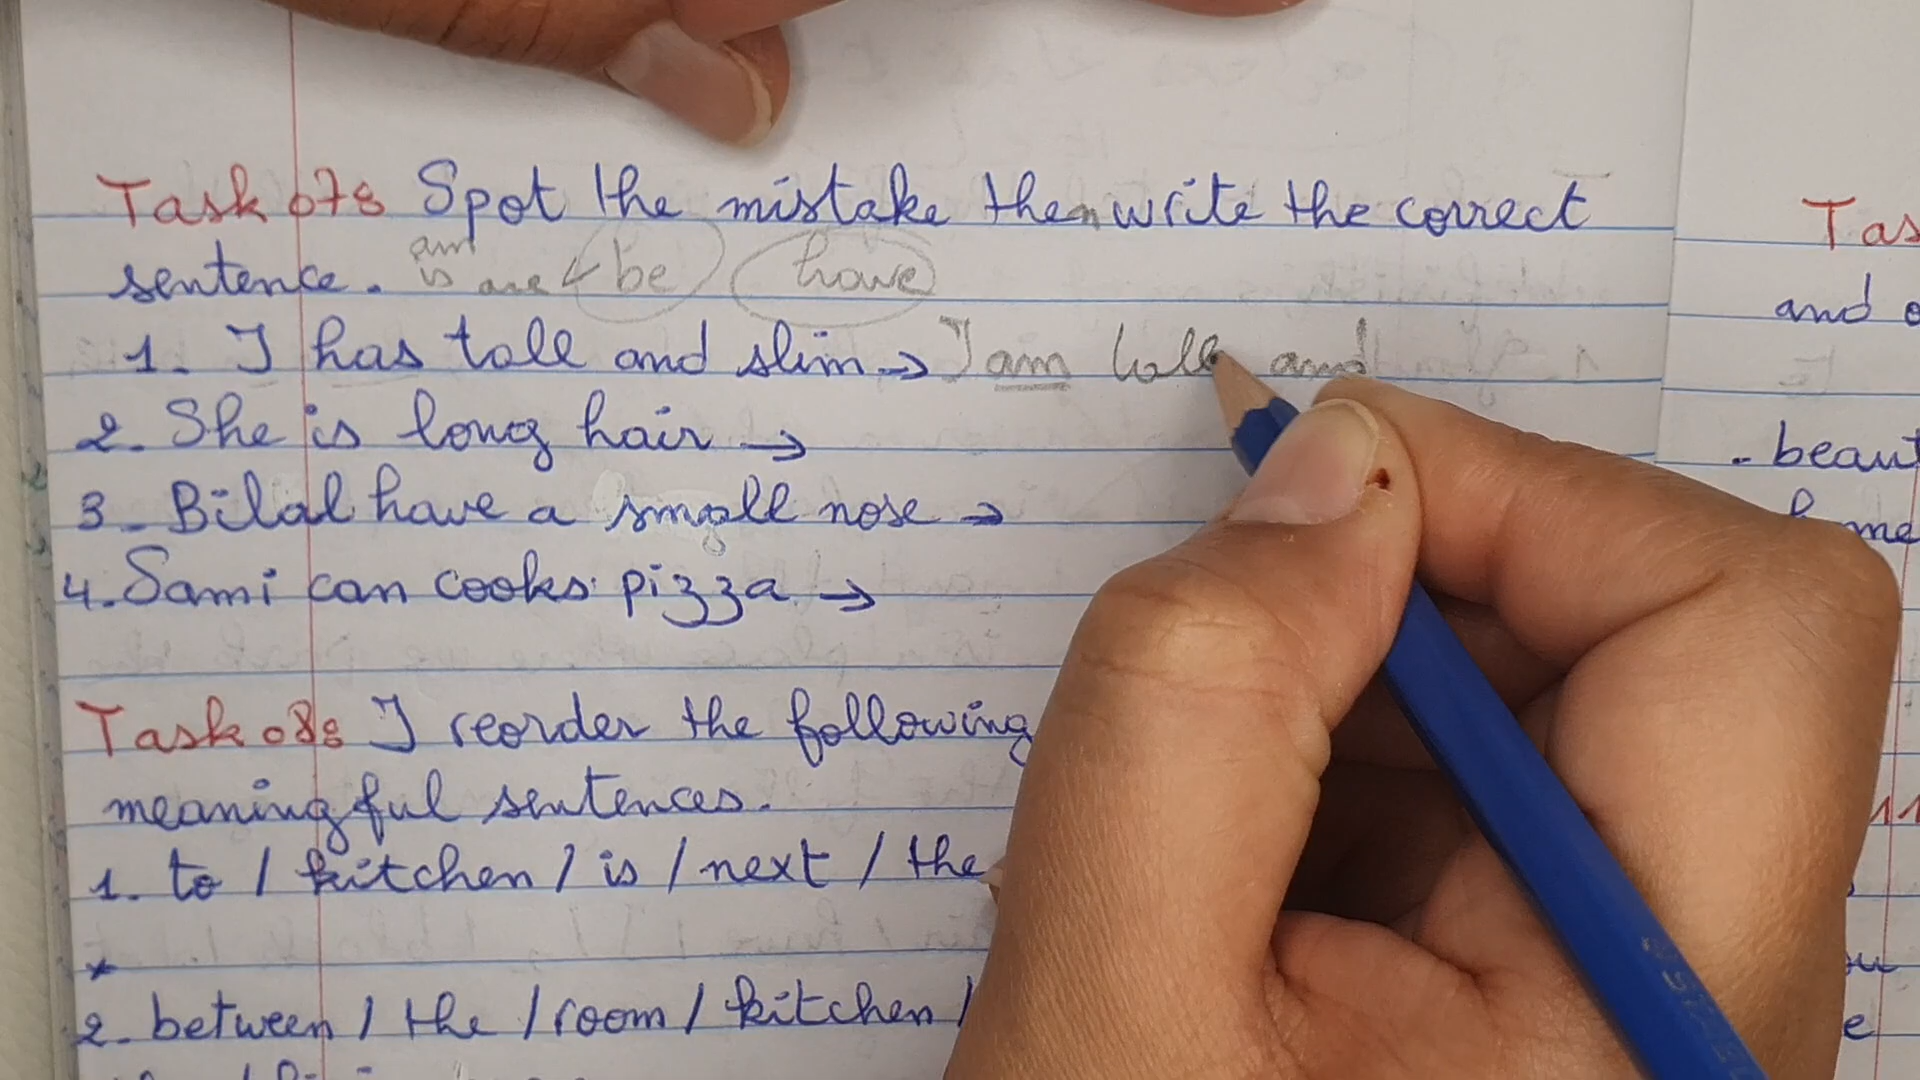 Task 07: Spot the mistake then write the correct
sentence. am is are be have
1. I has tall and slim → I am tall and
2. She is long hair →
3. Bilal have a small nose →
4. Sami can cooks pizza →
Task 08: I reorder the following
meaningful sentences.
1. to / kitchen / is / next / the
*
2. between / the / room / kitchen /
Tas
and
- beaut
me
11
e